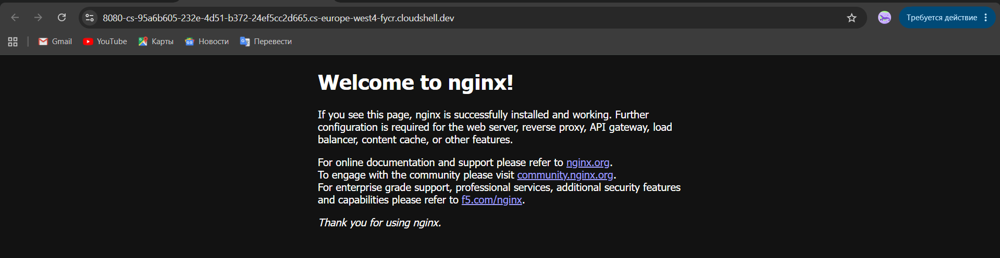 8080-cs-95a6b605-232e-4d51-b372-24ef5cc2d665.cs-europe-west4-fycr.cloudshell.dev
Требуется действие
Gmail
YouTube
Карты
Новости
Перевести
Welcome to nginx!
If you see this page, nginx is successfully installed and working. Further
configuration is required for the web server, reverse proxy, API gateway, load
balancer, content cache, or other features.
For online documentation and support please refer to nginx.org.
To engage with the community please visit community.nginx.org.
For enterprise grade support, professional services, additional security features
and capabilities please refer to f5.com/nginx.
Thank you for using nginx.